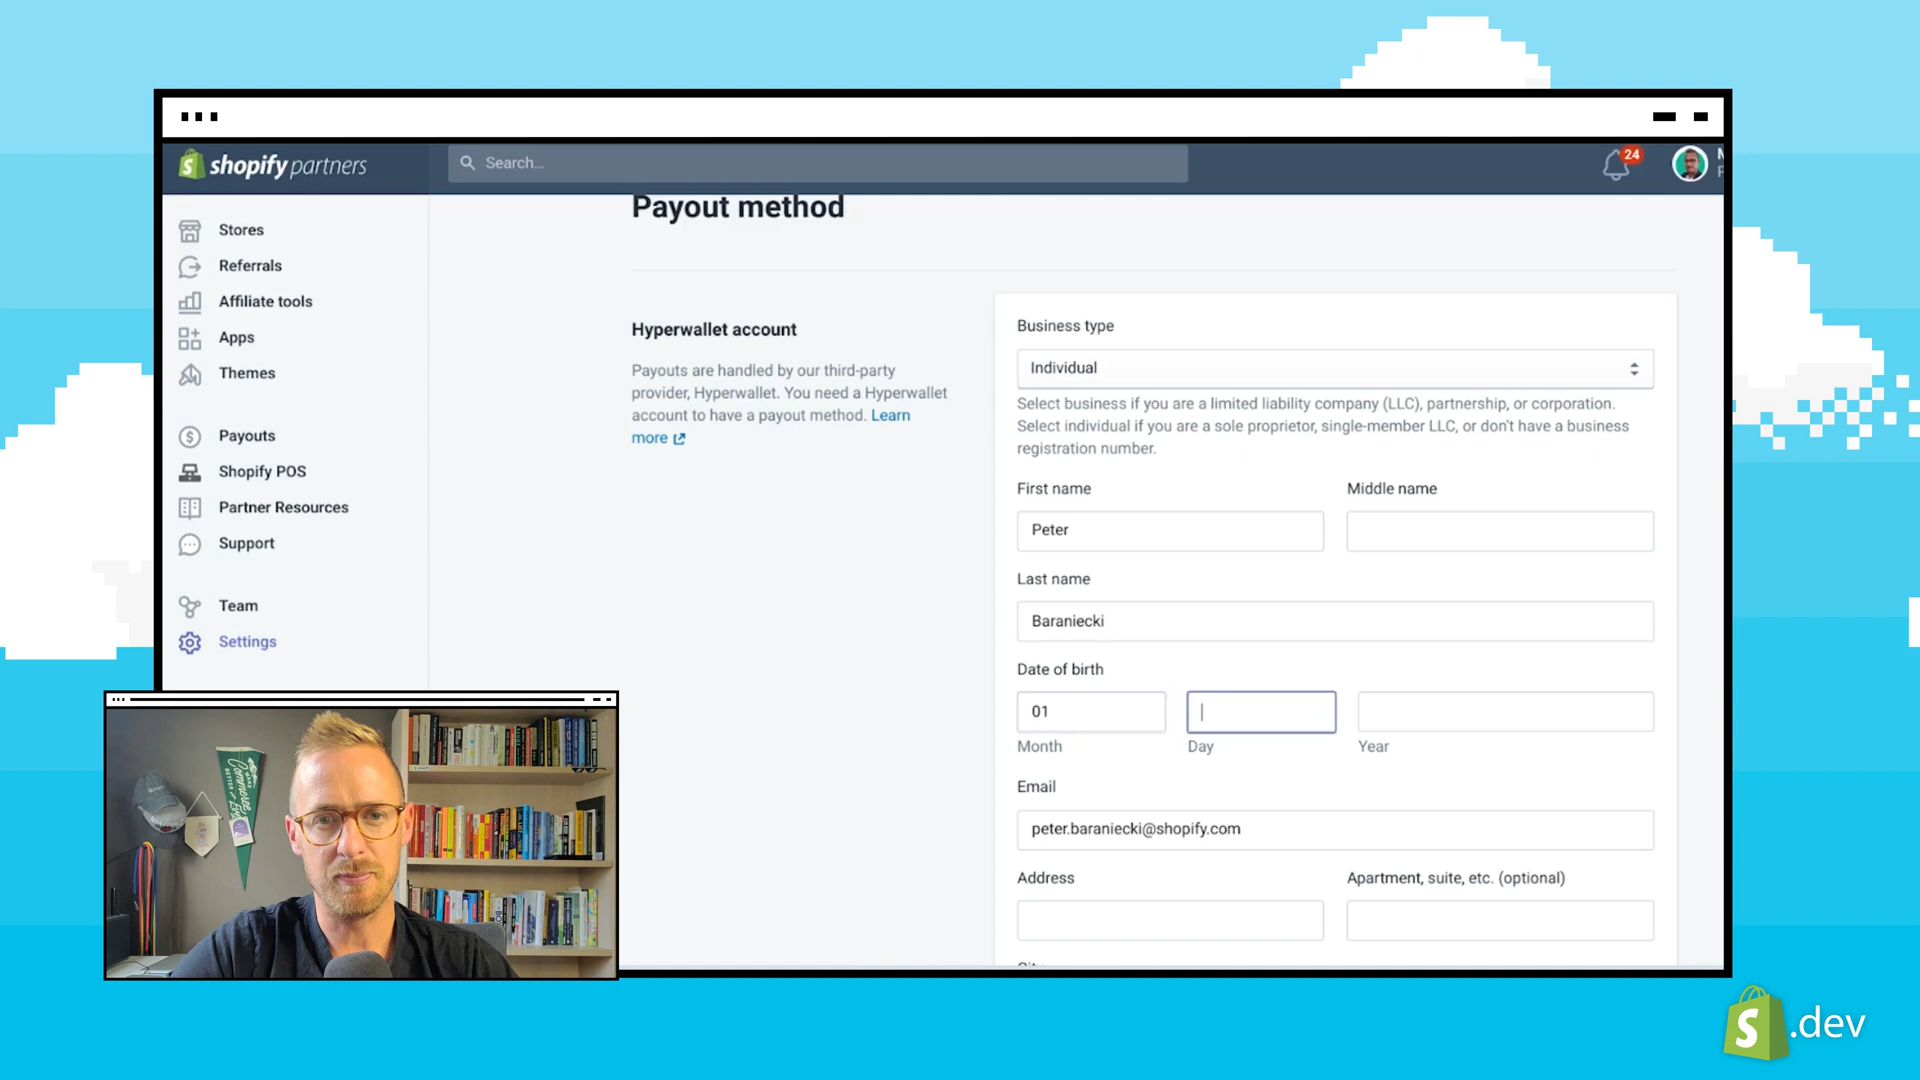 shopify partners
Search...
24
Stores
Referrals
Affiliate tools
Apps
Themes
Payouts
Shopify POS
Partner Resources
Support
Team
Settings
Payout method
Hyperwallet account
Payouts are handled by our third-party
provider, Hyperwallet. You need a Hyperwallet
account to have a payout method. Learn
more
Business type
Individual
Select business if you are a limited liability company (LLC), partnership, or corporation.
Select individual if you are a sole proprietor, single-member LLC, or don't have a business
registration number.
First name
Middle name
Peter
Last name
Baraniecki
Date of birth
01
Month
Day
Year
Email
peter.baraniecki@shopify.com
Address
Apartment, suite, etc. (optional)
Commerce
.dev